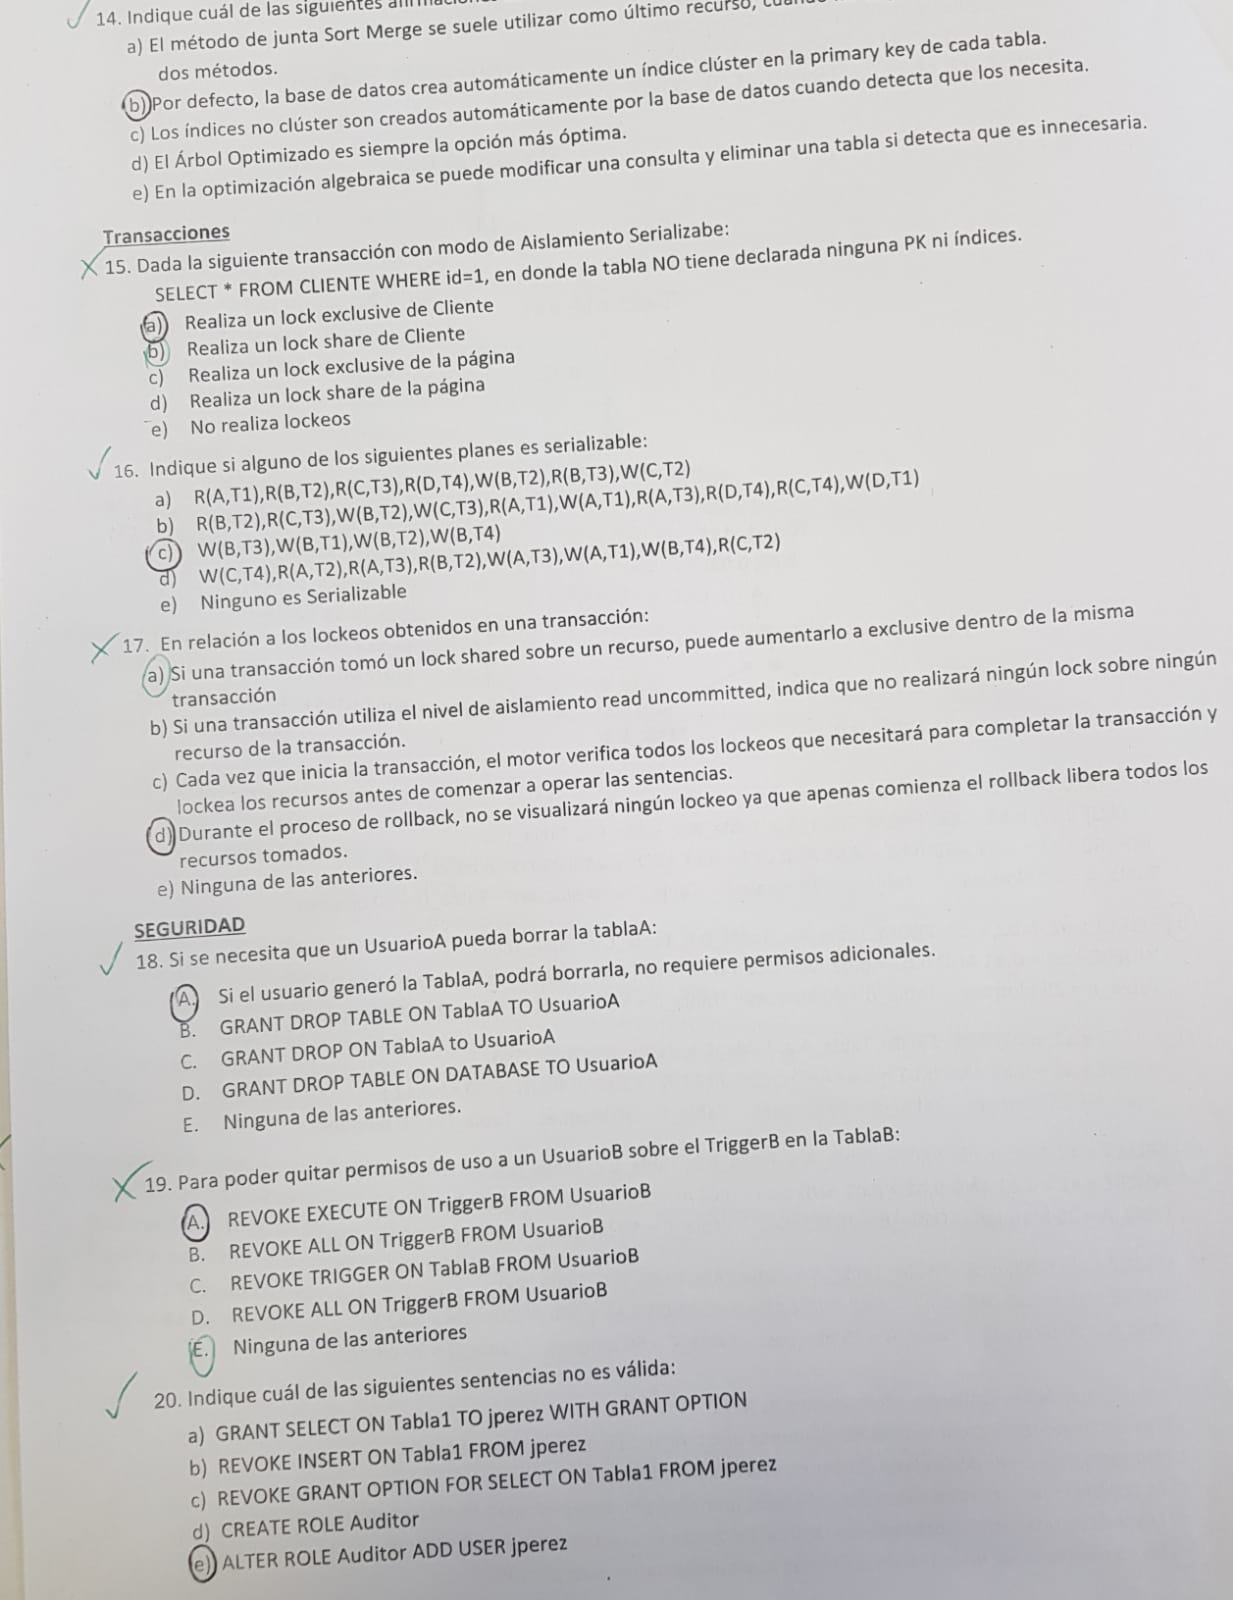 14. Indique cuál de las siguientes
a) El método de junta Sort Merge se suele utilizar como último recurso,
dos métodos.
b) Por defecto, la base de datos crea automáticamente un índice clúster en la primary key de cada tabla.
c) Los índices no clúster son creados automáticamente por la base de datos cuando detecta que los necesita.
d) El Árbol Optimizado es siempre la opción más óptima.
e) En la optimización algebraica se puede modificar una consulta y eliminar una tabla si detecta que es innecesaria.
Transacciones
15. Dada la siguiente transacción con modo de Aislamiento Serializabe:
SELECT * FROM CLIENTE WHERE id=1, en donde la tabla NO tiene declarada ninguna PK ni índices.
a) Realiza un lock exclusive de Cliente
b) Realiza un lock share de Cliente
c) Realiza un lock exclusive de la página
d) Realiza un lock share de la página
e) No realiza lockeos
16. Indique si alguno de los siguientes planes es serializable:
a) R(A,T1),R(B,T2),R(C,T3),R(D,T4),W(B,T2),R(B,T3),W(C,T2)
b) R(B,T2),R(C,T3),W(B,T2),W(C,T3),R(A,T1),W(A,T1),R(A,T3),R(D,T4),R(C,T4),W(D,T1)
c) W(B,T3),W(B,T1),W(B,T2),W(B,T4)
d) W(C,T4),R(A,T2),R(A,T3),R(B,T2),W(A,T3),W(A,T1),W(B,T4),R(C,T2)
e) Ninguno es Serializable
17. En relación a los lockeos obtenidos en una transacción:
a) Si una transacción tomó un lock shared sobre un recurso, puede aumentarlo a exclusive dentro de la misma
transacción
b) Si una transacción utiliza el nivel de aislamiento read uncommitted, indica que no realizará ningún lock sobre ningún
recurso de la transacción.
c) Cada vez que inicia la transacción, el motor verifica todos los lockeos que necesitará para completar la transacción y
lockea los recursos antes de comenzar a operar las sentencias.
d) Durante el proceso de rollback, no se visualizará ningún lockeo ya que apenas comienza el rollback libera todos los
recursos tomados.
e) Ninguna de las anteriores.
SEGURIDAD
18. Si se necesita que un UsuarioA pueda borrar la tablaA:
A. Si el usuario generó la TablaA, podrá borrarla, no requiere permisos adicionales.
B. GRANT DROP TABLE ON TablaA TO UsuarioA
C. GRANT DROP ON TablaA to UsuarioA
D. GRANT DROP TABLE ON DATABASE TO UsuarioA
E. Ninguna de las anteriores.
19. Para poder quitar permisos de uso a un UsuarioB sobre el TriggerB en la TablaB:
A. REVOKE EXECUTE ON TriggerB FROM UsuarioB
B. REVOKE ALL ON TriggerB FROM UsuarioB
C. REVOKE TRIGGER ON TablaB FROM UsuarioB
D. REVOKE ALL ON TriggerB FROM UsuarioB
E. Ninguna de las anteriores
20. Indique cuál de las siguientes sentencias no es válida:
a) GRANT SELECT ON Tabla1 TO jperez WITH GRANT OPTION
b) REVOKE INSERT ON Tabla1 FROM jperez
c) REVOKE GRANT OPTION FOR SELECT ON Tabla1 FROM jperez
d) CREATE ROLE Auditor
e) ALTER ROLE Auditor ADD USER jperez